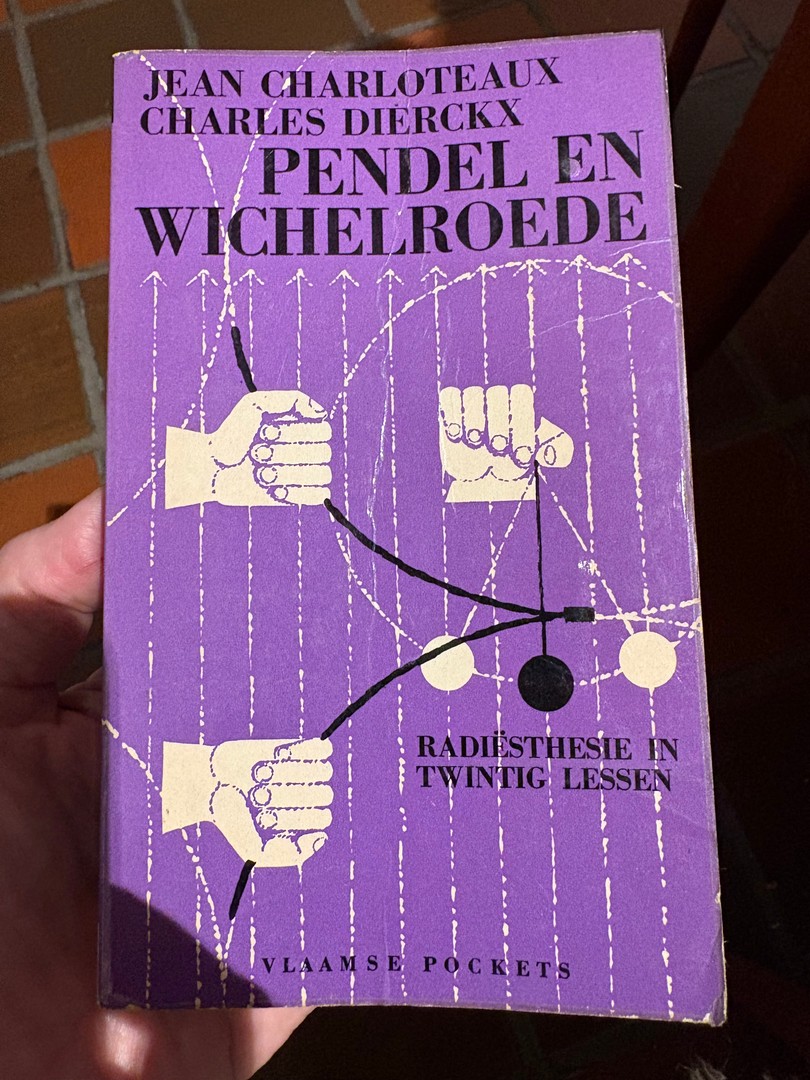 JEAN CHARLOTEAUX
CHARLES DIERCKX
PENDEL EN
WICHELROEDE
RADIËSTHESIE IN
TWINTIG LESSEN
VLAAMSE POCKETS